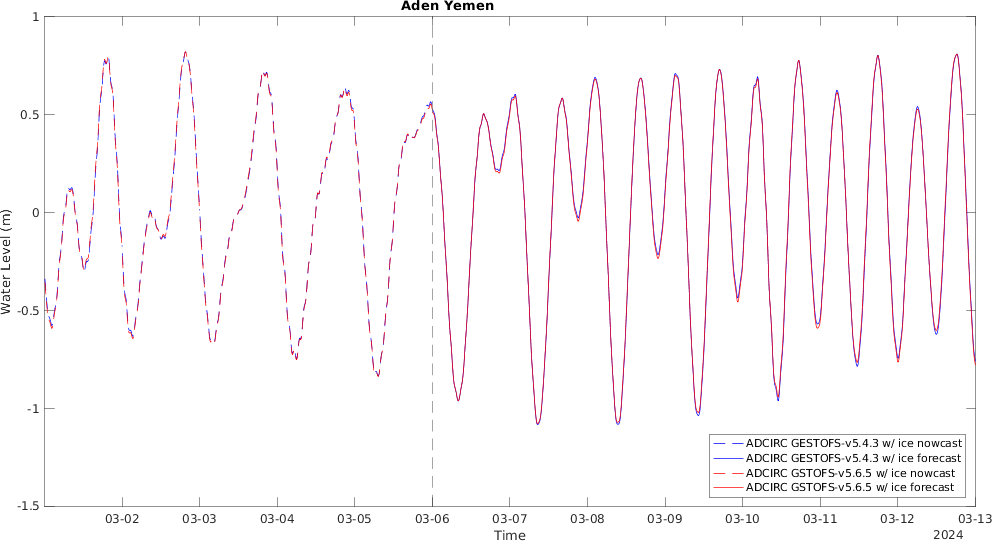 Aden Yemen
1
0.5
0
-0.5
-1
-1.5
Water Level (m)
ADCIRC GESTOFS-v5.4.3 w/ ice nowcast
ADCIRC GESTOFS-v5.4.3 w/ ice forecast
ADCIRC GSTOFS-v5.6.5 w/ ice nowcast
ADCIRC GSTOFS-v5.6.5 w/ ice forecast
03-02 03-03 03-04 03-05 03-06 03-07 03-08 03-09 03-10 03-11 03-12 03-13
Time
2024